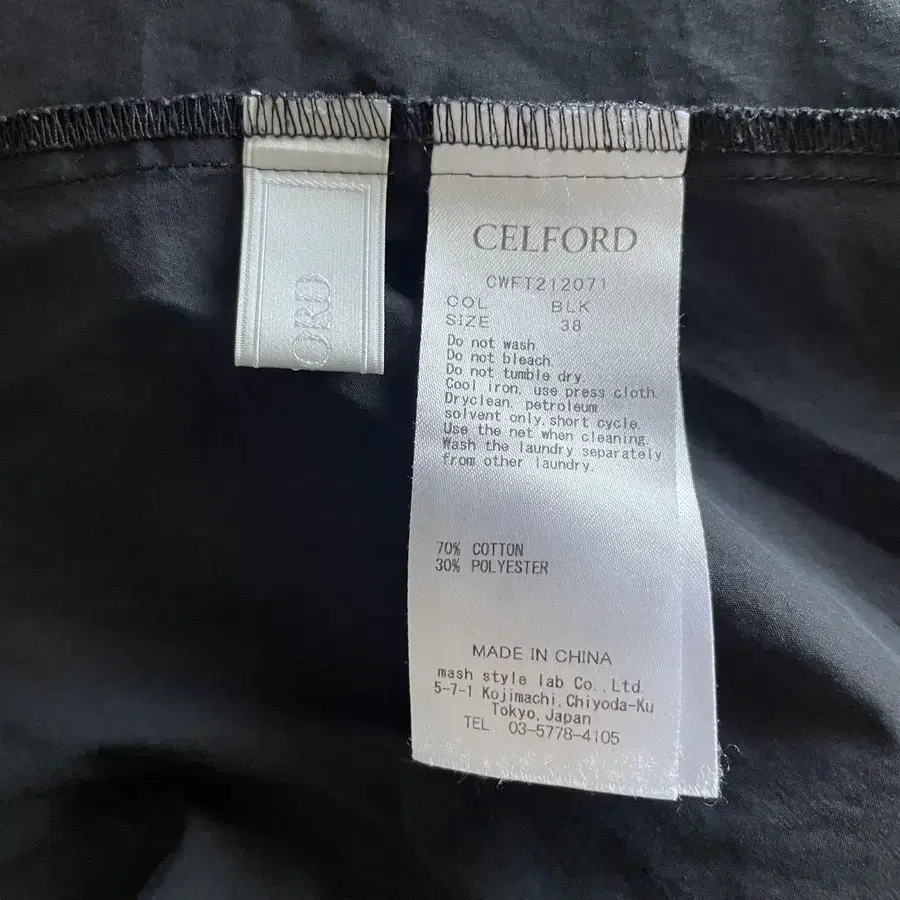 ORD
CELFORD
CWFT212071
COL BLK
SIZE 38
Do not wash.
Do not bleach.
Do not tumble dry.
Cool iron, use press cloth.
Dryclean, petroleum
solvent only, short cycle.
Use the net when cleaning.
Wash the laundry separately
from other laundry.
70% COTTON
30% POLYESTER
MADE IN CHINA
mash style lab Co., Ltd.
5-7-1 Kojimachi, Chiyoda-Ku
Tokyo, Japan
TEL 03-5778-4105